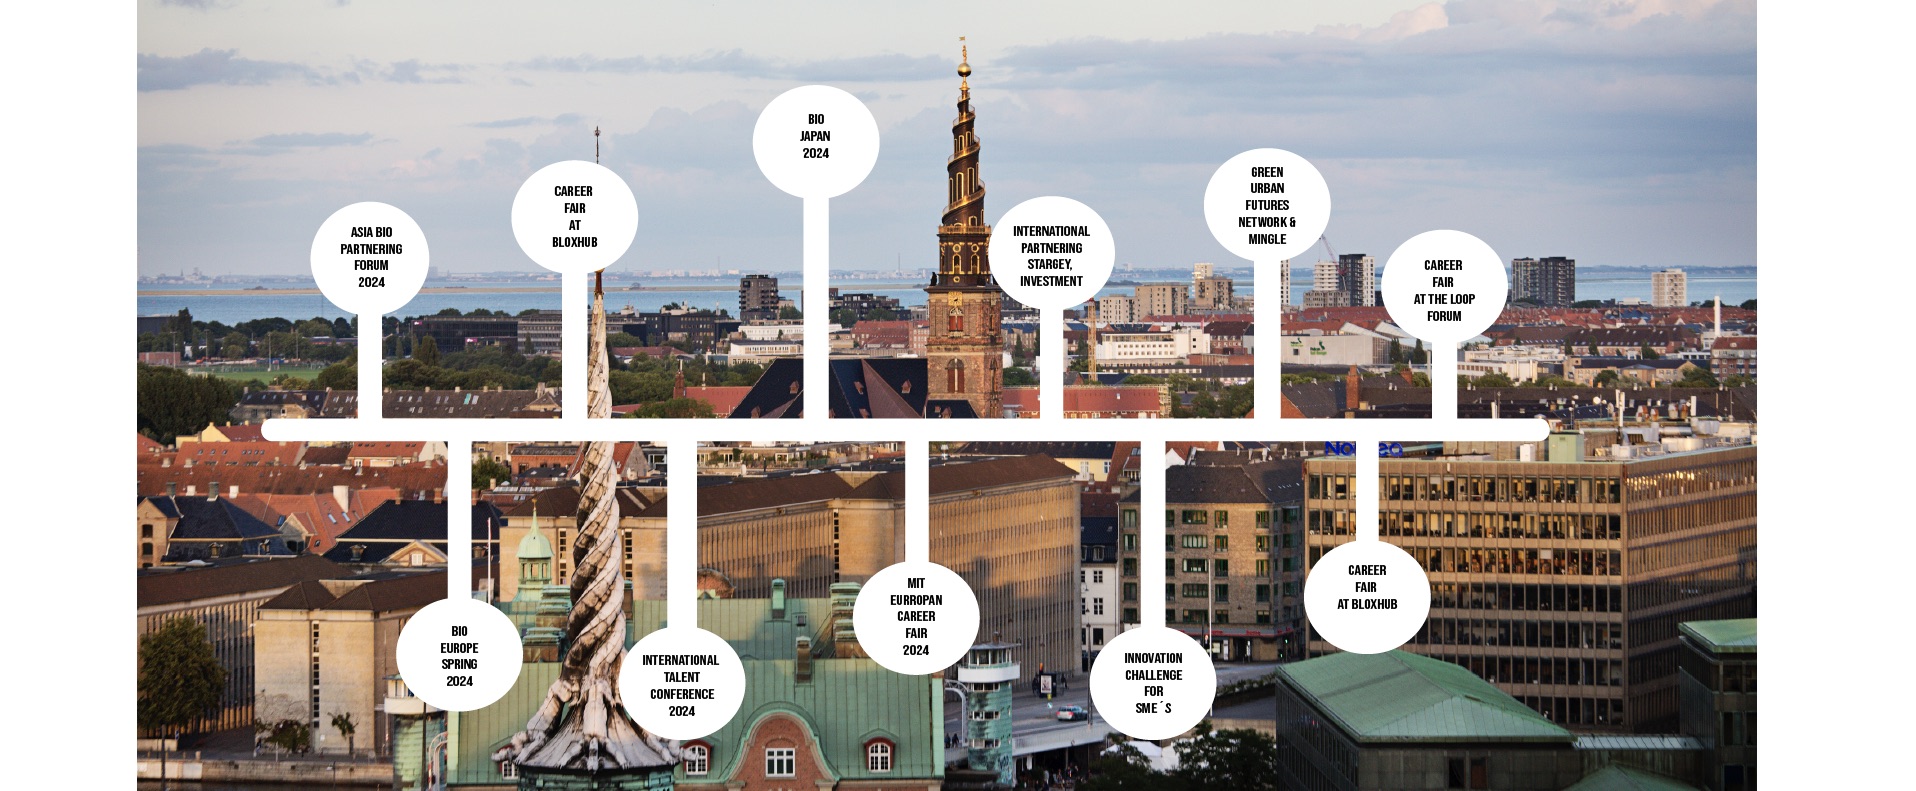 ASIA BIO
PARTNERING
FORUM
2024
BIO
EUROPE
SPRING
2024
CAREER
FAIR
AT
BLOXHUB
INTERNATIONAL
TALENT
CONFERENCE
2024
BIO
JAPAN
2024
MIT
EURROPAN
CAREER
FAIR
2024
INTERNATIONAL
PARTNERING
STARGEY,
INVESTMENT
INNOVATION
CHALLENGE
FOR
SME´S
GREEN
URBAN
FUTURES
NETWORK &
MINGLE
CAREER
FAIR
AT BLOXHUB
CAREER
FAIR
AT THE LOOP
FORUM